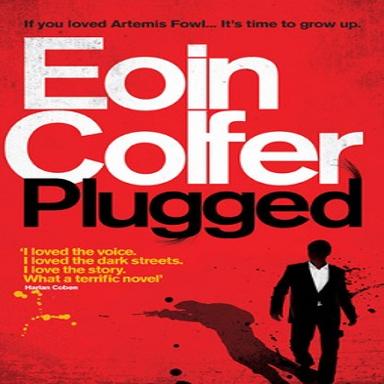 If you loved Artemis Fowl... It's time to grow up.
Eoin
Colfer
Plugged
'I loved the voice.
I loved the dark streets.
I love the story.
What a terrific novel'
Harlan Coben